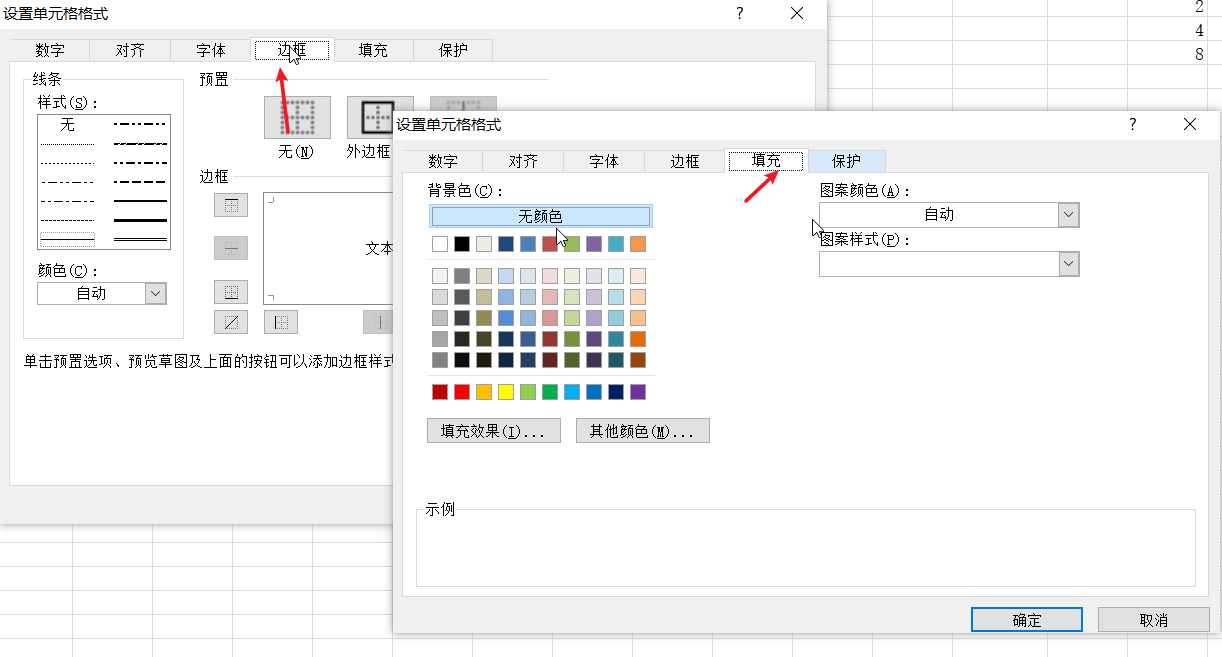 设置单元格格式
?
数字 对齐 字体 边框 填充 保护
线条
样式(S):
无
颜色(C):
自动
预置
无(N) 外边框
边框
文本
单击预置选项、预览草图及上面的按钮可以添加边框样式
2
4
8
设置单元格格式
?
数字 对齐 字体 边框 填充 保护
背景色(C):
无颜色
填充效果(I)... 其他颜色(M)...
图案颜色(A):
自动
图案样式(P):
示例
确定 取消